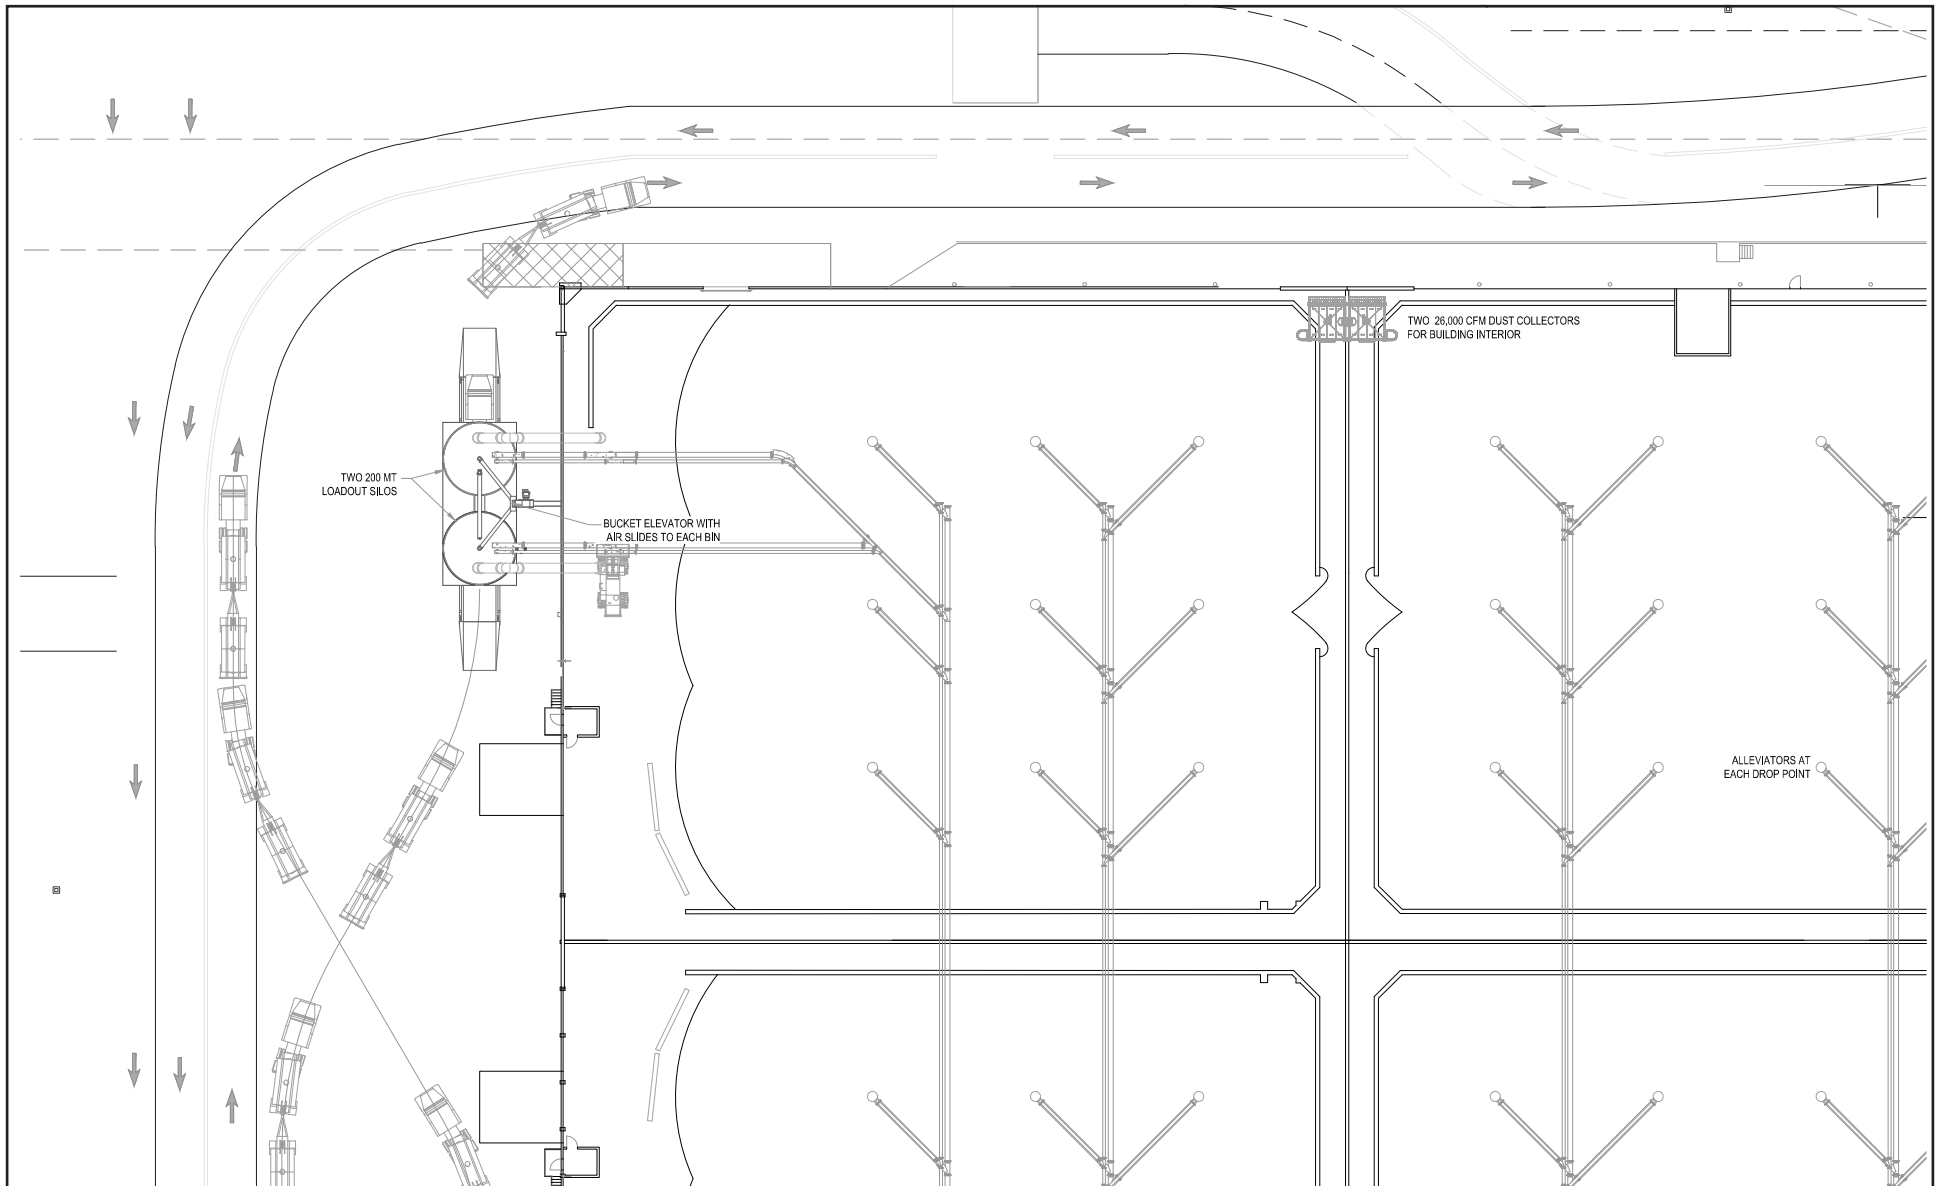 TWO 26,000 CFM DUST COLLECTORS
FOR BUILDING INTERIOR
TWO 200 MT
LOADOUT SILOS
BUCKET ELEVATOR WITH
AIR SLIDES TO EACH BIN
ALLEVIATORS AT
EACH DROP POINT